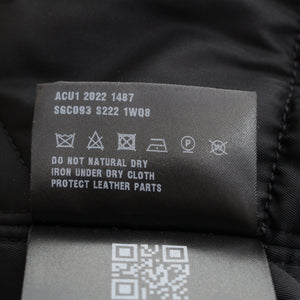 ACU1 2022 1487
SGC093 S222 1WQ8
DO NOT NATURAL DRY
IRON UNDER DRY CLOTH
PROTECT LEATHER PARTS